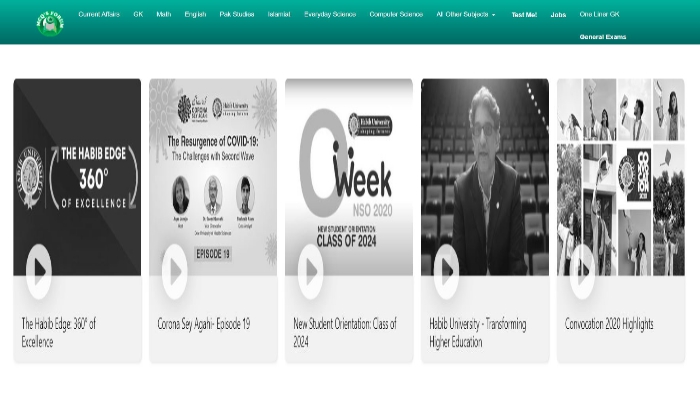 MCQ'S FORUM
Current Affairs GK Math English Pak Studies Islamiat Everyday Science Computer Science All Other Subjects Test Me! Jobs One Liner GK
General Exams
THE HABIB EDGE
360°
OF EXCELLENCE
Habib University
The Resurgence of COVID-19:
The Challenges with Second Wave
EPISODE 19
Habib University
O'Week
NSO 2020
NEW STUDENT ORIENTATION
CLASS OF 2024
The Habib Edge: 360° of
Excellence
Corona Sey Agahi- Episode 19
New Student Orientation: Class of
2024
Habib University - Transforming
Higher Education
Convocation 2020 Highlights